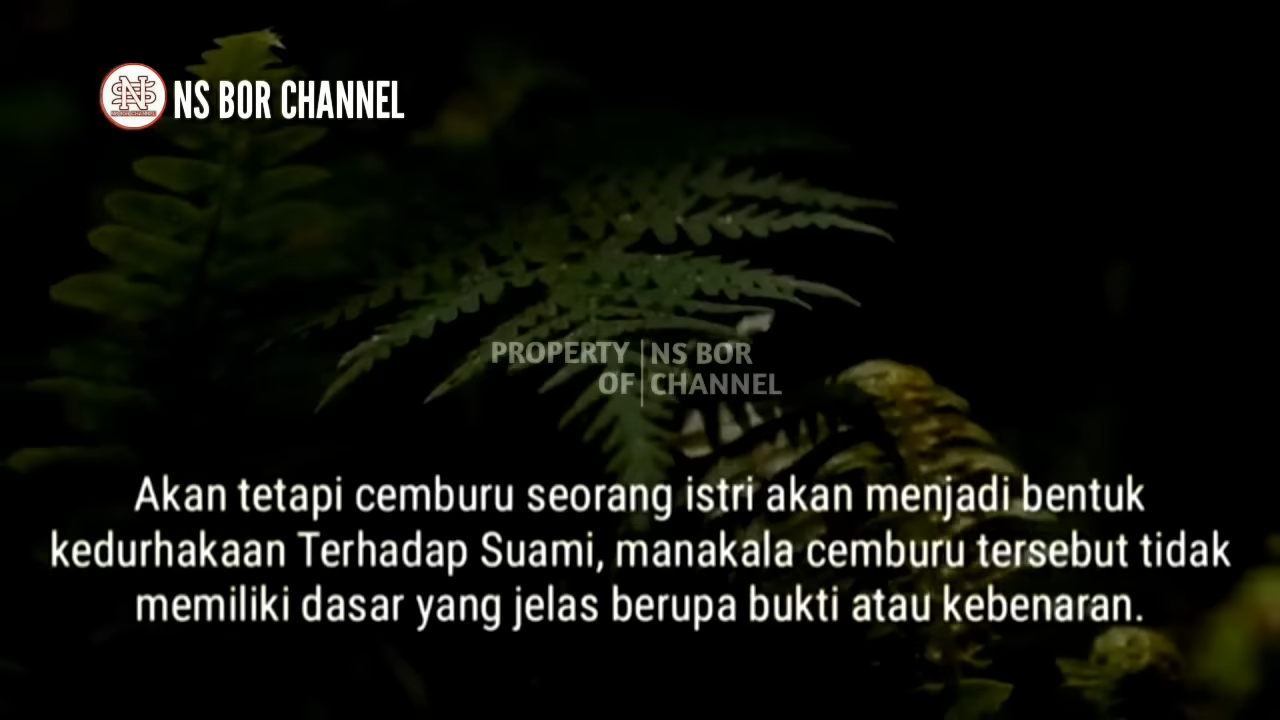 NS BOR CHANNEL
PROPERTY OF | NS BOR CHANNEL
Akan tetapi cemburu seorang istri akan menjadi bentuk
kedurhakaan Terhadap Suami, manakala cemburu tersebut tidak
memiliki dasar yang jelas berupa bukti atau kebenaran.